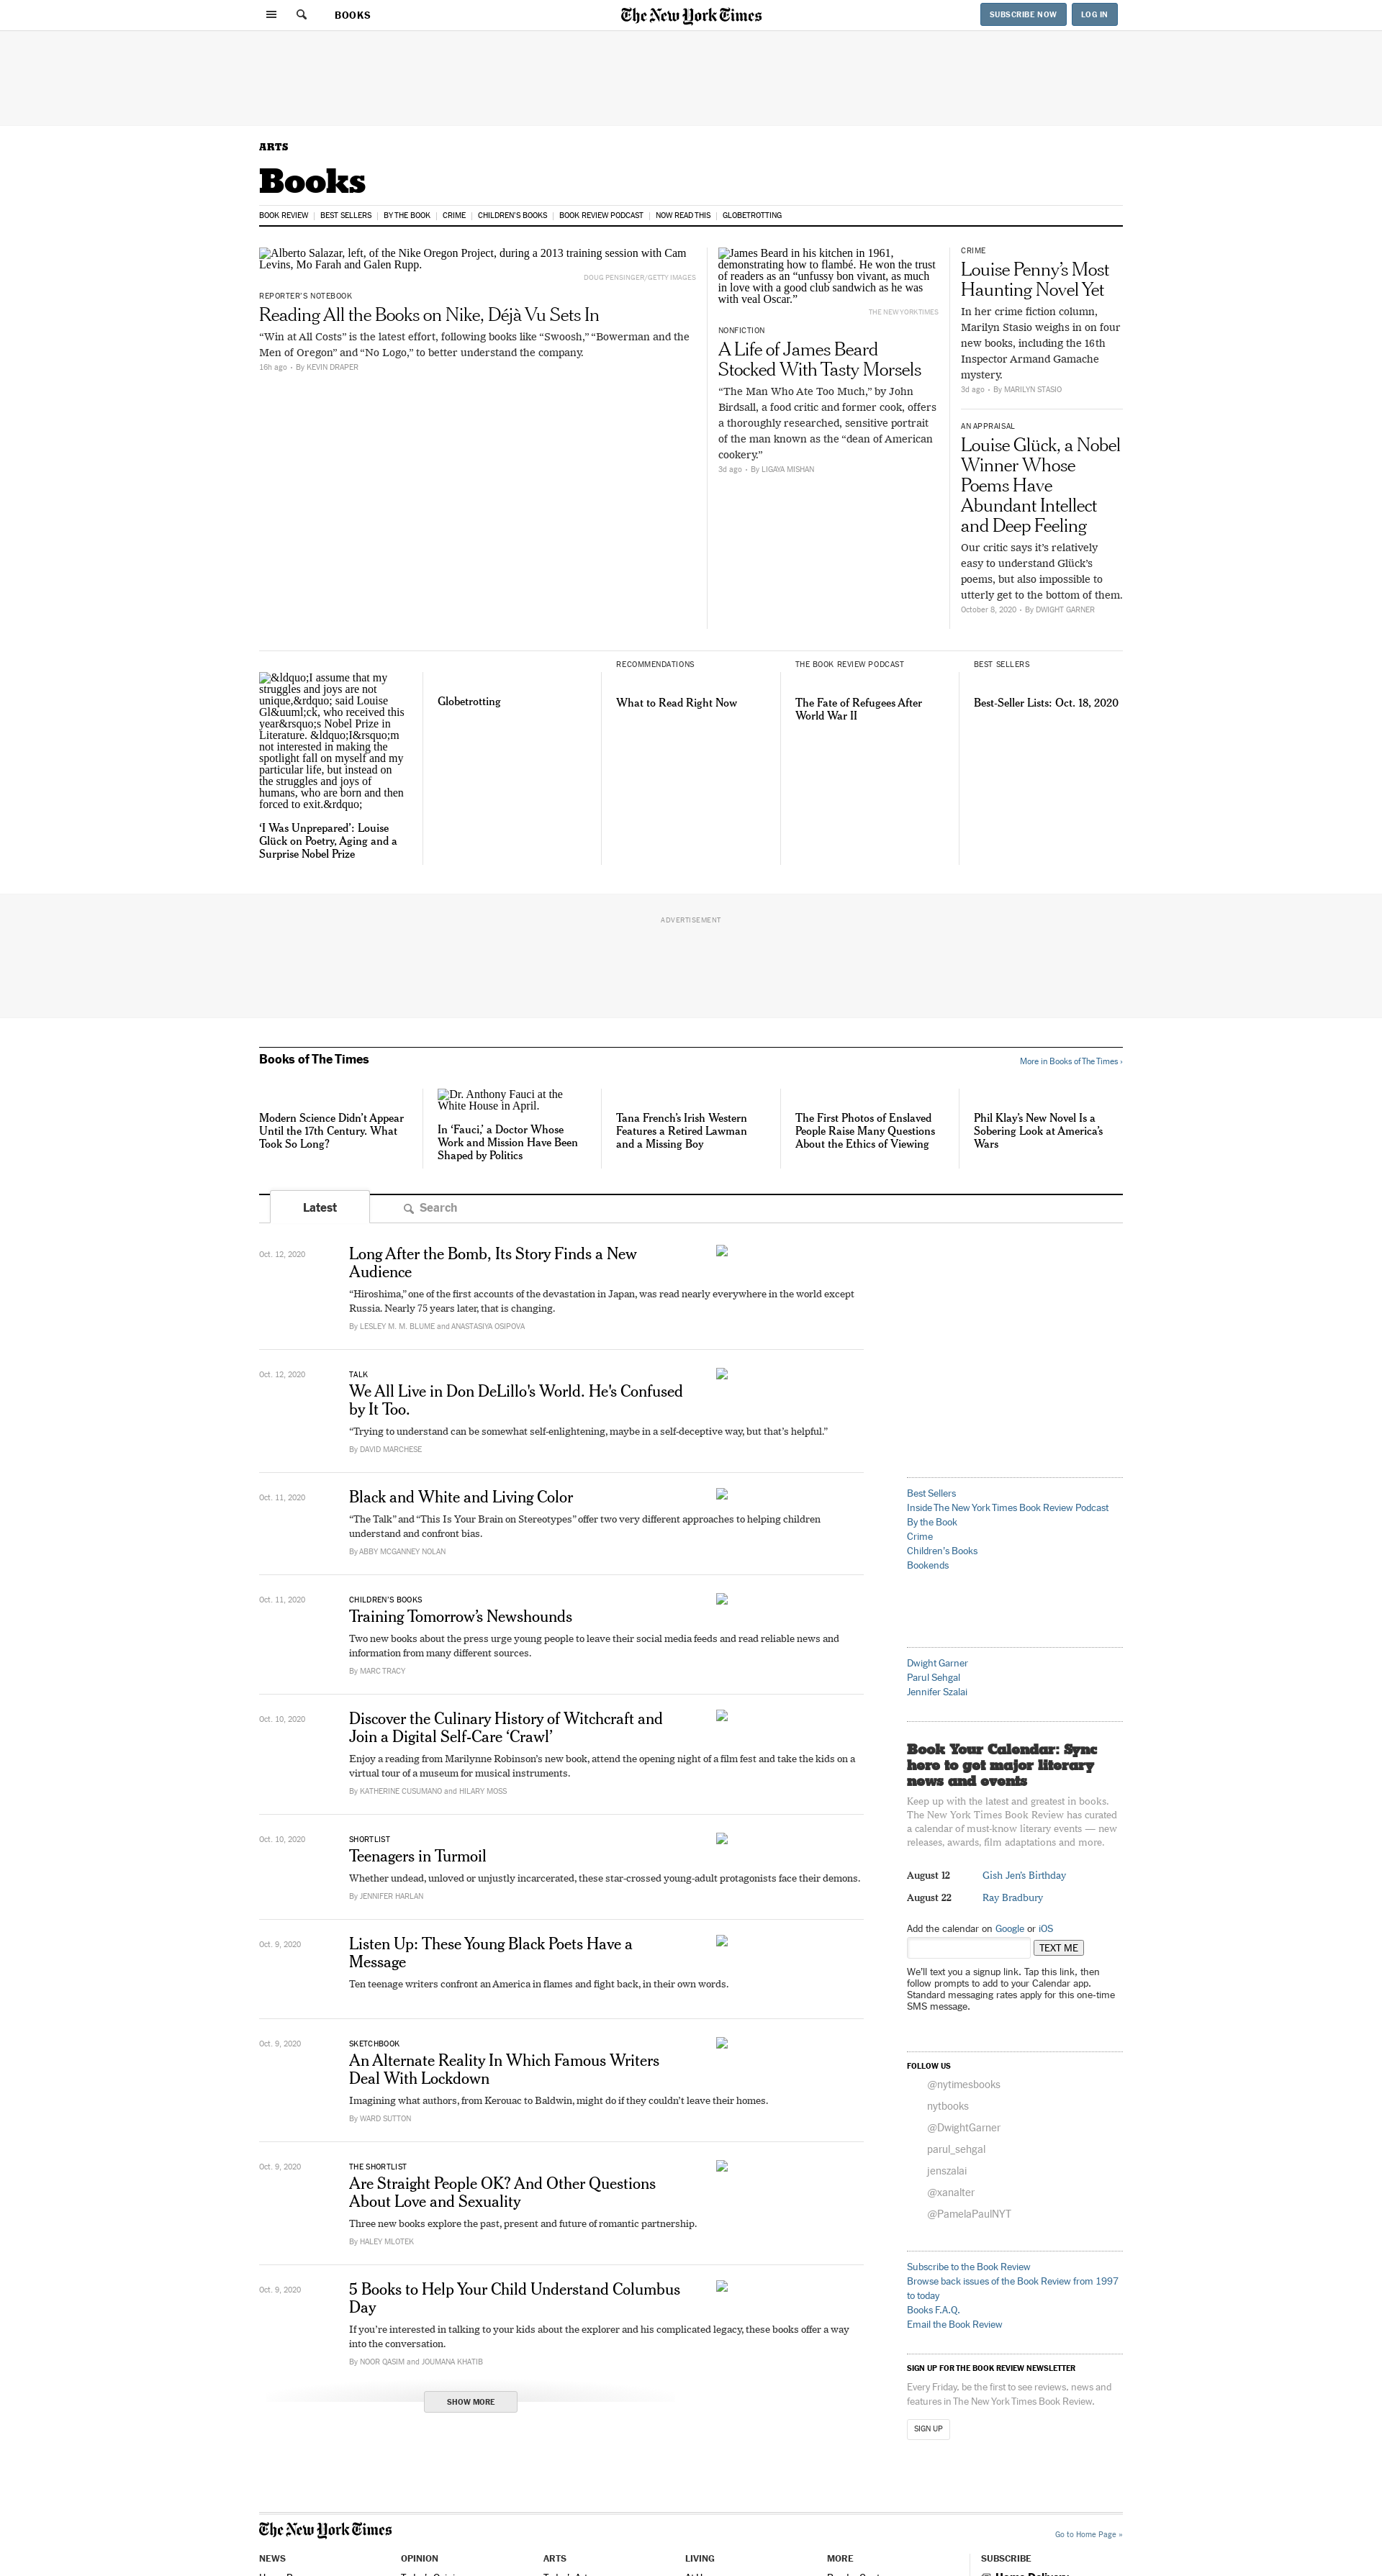 BOOKS
The New York Times
SUBSCRIBE NOW
LOG IN
ARTS
Books
BOOK REVIEW | BEST SELLERS | BY THE BOOK | CRIME | CHILDREN'S BOOKS | BOOK REVIEW PODCAST | NOW READ THIS | GLOBETROTTING
Alberto Salazar, left, of the Nike Oregon Project, during a 2013 training session with Cam
Levins, Mo Farah and Galen Rupp.
DOUG PENSINGER/GETTY IMAGES
REPORTER'S NOTEBOOK
Reading All the Books on Nike, Déjà Vu Sets In
“Win at All Costs” is the latest effort, following books like “Swoosh,” “Bowerman and the
Men of Oregon” and “No Logo,” to better understand the company.
16h ago • By KEVIN DRAPER
James Beard in his kitchen in 1961,
demonstrating how to flambé. He won the trust
of readers as an “unfussy bon vivant, as much
in love with a good club sandwich as he was
with veal Oscar.”
THE NEW YORK TIMES
NONFICTION
A Life of James Beard
Stocked With Tasty Morsels
“The Man Who Ate Too Much,” by John
Birdsall, a food critic and former cook, offers
a thoroughly researched, sensitive portrait
of the man known as the “dean of American
cookery.”
3d ago • By LIGAYA MISHAN
CRIME
Louise Penny’s Most
Haunting Novel Yet
In her crime fiction column,
Marilyn Stasio weighs in on four
new books, including the 16th
Inspector Armand Gamache
mystery.
3d ago • By MARILYN STASIO
AN APPRAISAL
Louise Glück, a Nobel
Winner Whose
Poems Have
Abundant Intellect
and Deep Feeling
Our critic says it’s relatively
easy to understand Glück’s
poems, but also impossible to
utterly get to the bottom of them.
October 8, 2020 • By DWIGHT GARNER
&ldquo;I assume that my
struggles and joys are not
unique,&rdquo; said Louise
Gl&uuml;ck, who received this
year&rsquo;s Nobel Prize in
Literature. &ldquo;I&rsquo;m
not interested in making the
spotlight fall on myself and my
particular life, but instead on
the struggles and joys of
humans, who are born and then
forced to exit.&rdquo;
‘I Was Unprepared’: Louise
Glück on Poetry, Aging and a
Surprise Nobel Prize
Globetrotting
RECOMMENDATIONS
What to Read Right Now
THE BOOK REVIEW PODCAST
The Fate of Refugees After
World War II
BEST SELLERS
Best-Seller Lists: Oct. 18, 2020
ADVERTISEMENT
Books of The Times
More in Books of The Times ›
Modern Science Didn’t Appear
Until the 17th Century. What
Took So Long?
Dr. Anthony Fauci at the
White House in April.
In ‘Fauci,’ a Doctor Whose
Work and Mission Have Been
Shaped by Politics
Tana French’s Irish Western
Features a Retired Lawman
and a Missing Boy
The First Photos of Enslaved
People Raise Many Questions
About the Ethics of Viewing
Phil Klay’s New Novel Is a
Sobering Look at America’s
Wars
Latest
Search
Oct. 12, 2020
Long After the Bomb, Its Story Finds a New
Audience
“Hiroshima,” one of the first accounts of the devastation in Japan, was read nearly everywhere in the world except
Russia. Nearly 75 years later, that is changing.
By LESLEY M. M. BLUME and ANASTASIYA OSIPOVA
Oct. 12, 2020
TALK
We All Live in Don DeLillo's World. He's Confused
by It Too.
“Trying to understand can be somewhat self-enlightening, maybe in a self-deceptive way, but that’s helpful.”
By DAVID MARCHESE
Oct. 11, 2020
Black and White and Living Color
“The Talk” and “This Is Your Brain on Stereotypes” offer two very different approaches to helping children
understand and confront bias.
By ABBY MCGANNEY NOLAN
Oct. 11, 2020
CHILDREN’S BOOKS
Training Tomorrow’s Newshounds
Two new books about the press urge young people to leave their social media feeds and read reliable news and
information from many different sources.
By MARC TRACY
Oct. 10, 2020
Discover the Culinary History of Witchcraft and
Join a Digital Self-Care ‘Crawl’
Enjoy a reading from Marilynne Robinson’s new book, attend the opening night of a film fest and take the kids on a
virtual tour of a museum for musical instruments.
By KATHERINE CUSUMANO and HILARY MOSS
Oct. 10, 2020
SHORTLIST
Teenagers in Turmoil
Whether undead, unloved or unjustly incarcerated, these star-crossed young-adult protagonists face their demons.
By JENNIFER HARLAN
Oct. 9, 2020
Listen Up: These Young Black Poets Have a
Message
Ten teenage writers confront an America in flames and fight back, in their own words.
Oct. 9, 2020
SKETCHBOOK
An Alternate Reality In Which Famous Writers
Deal With Lockdown
Imagining what authors, from Kerouac to Baldwin, might do if they couldn’t leave their homes.
By WARD SUTTON
Oct. 9, 2020
THE SHORTLIST
Are Straight People OK? And Other Questions
About Love and Sexuality
Three new books explore the past, present and future of romantic partnership.
By HALEY MLOTEK
Oct. 9, 2020
5 Books to Help Your Child Understand Columbus
Day
If you’re interested in talking to your kids about the explorer and his complicated legacy, these books offer a way
into the conversation.
By NOOR QASIM and JOUMANA KHATIB
SHOW MORE
Best Sellers
Inside The New York Times Book Review Podcast
By the Book
Crime
Children's Books
Bookends
Dwight Garner
Parul Sehgal
Jennifer Szalai
Book Your Calendar: Sync
here to get major literary
news and events
Keep up with the latest and greatest in books.
The New York Times Book Review has curated
a calendar of must-know literary events — new
releases, awards, film adaptations and more.
August 12 Gish Jen’s Birthday
August 22 Ray Bradbury
Add the calendar on Google or iOS
TEXT ME
We’ll text you a signup link. Tap this link, then
follow prompts to add to your Calendar app.
Standard messaging rates apply for this one-time
SMS message.
FOLLOW US
@nytimesbooks
nytbooks
@DwightGarner
parul_sehgal
jenszalai
@xanalter
@PamelaPaulNYT
Subscribe to the Book Review
Browse back issues of the Book Review from 1997
to today
Books F.A.Q.
Email the Book Review
SIGN UP FOR THE BOOK REVIEW NEWSLETTER
Every Friday, be the first to see reviews, news and
features in The New York Times Book Review.
SIGN UP
The New York Times
Go to Home Page »
NEWS
OPINION
ARTS
LIVING
MORE
SUBSCRIBE